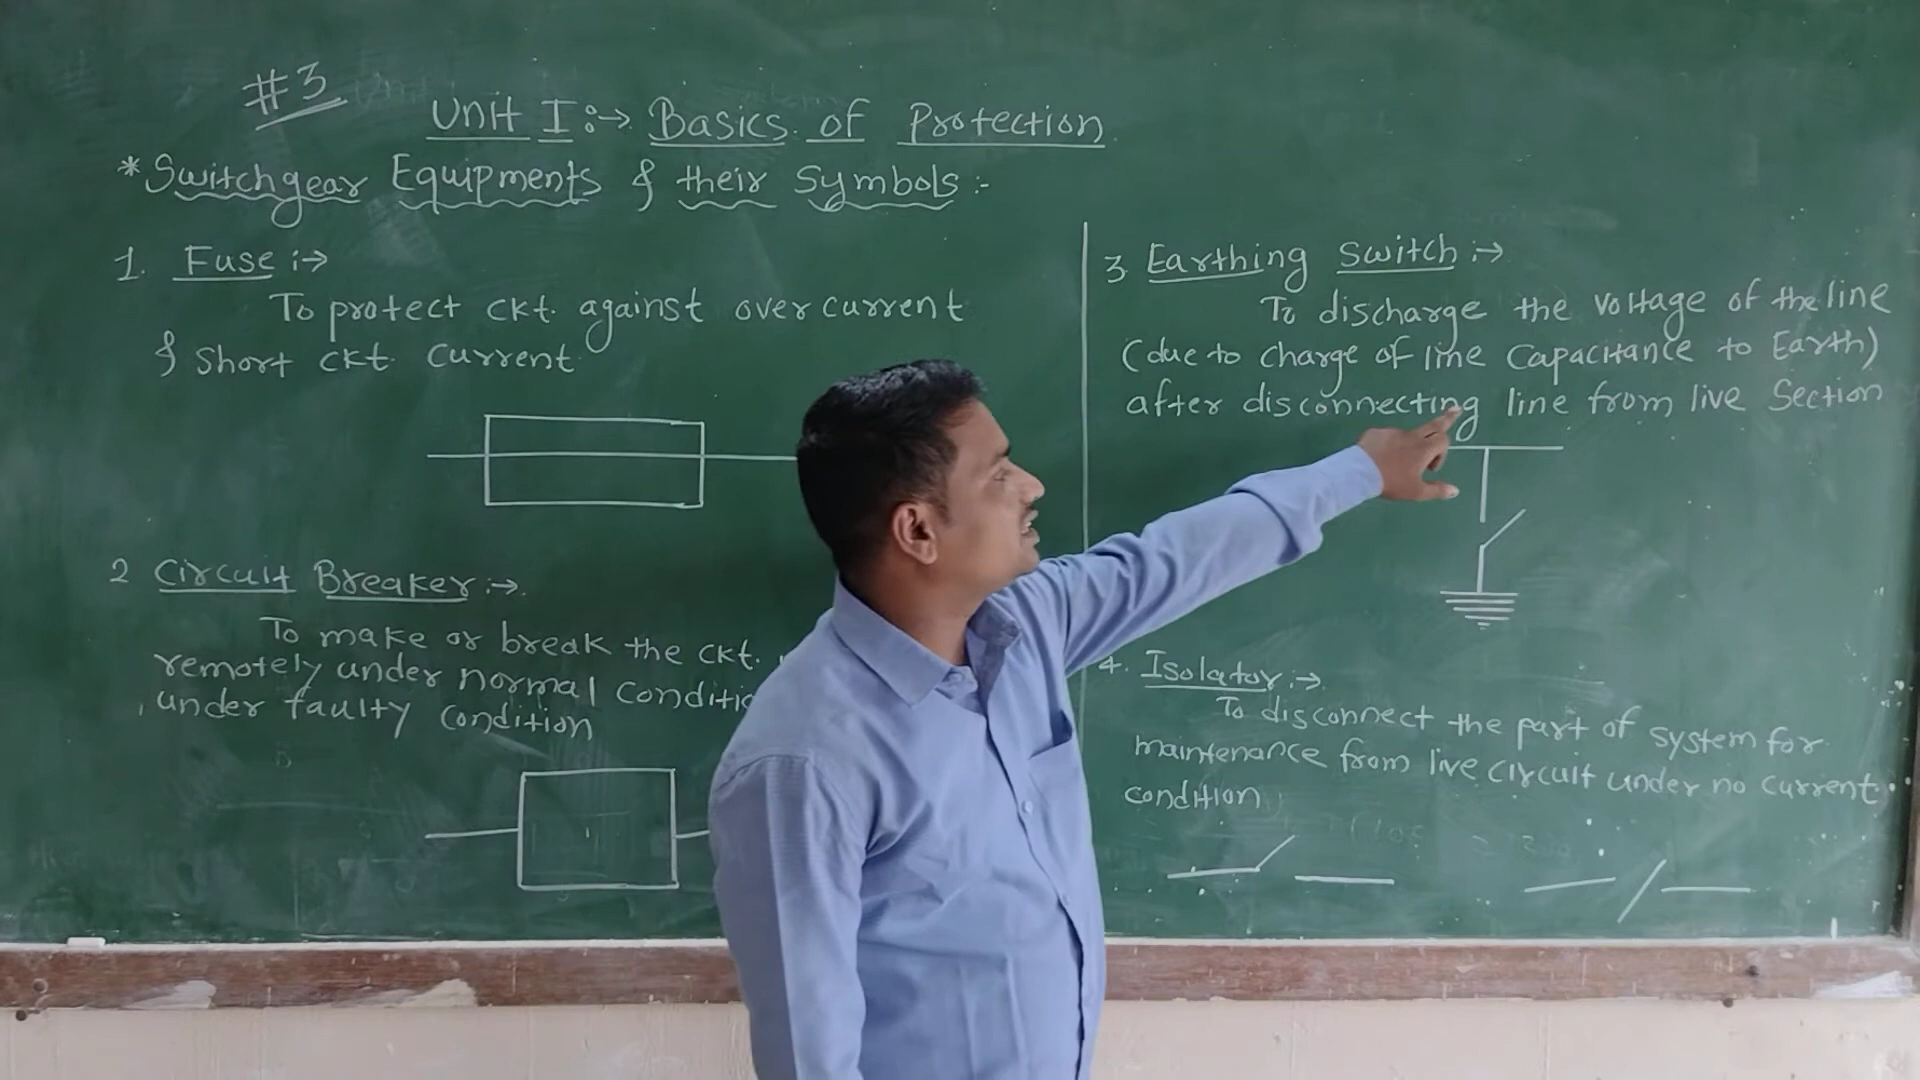 #3
Unit I :→ Basics of Protection
* Switchgear Equipments & their Symbols :-
1. Fuse :→
To protect ckt. against over current
& short ckt. current
2 Circuit Breaker :→
To make or break the ckt.
remotely under normal
under faulty condition
3 Earthing Switch :→
To discharge the voltage of the line
(due to charge of line capacitance to Earth)
after disconnecting line from live section
4. Isolator :→
To disconnect the part of system for
maintenance from live circuit under no current
condition